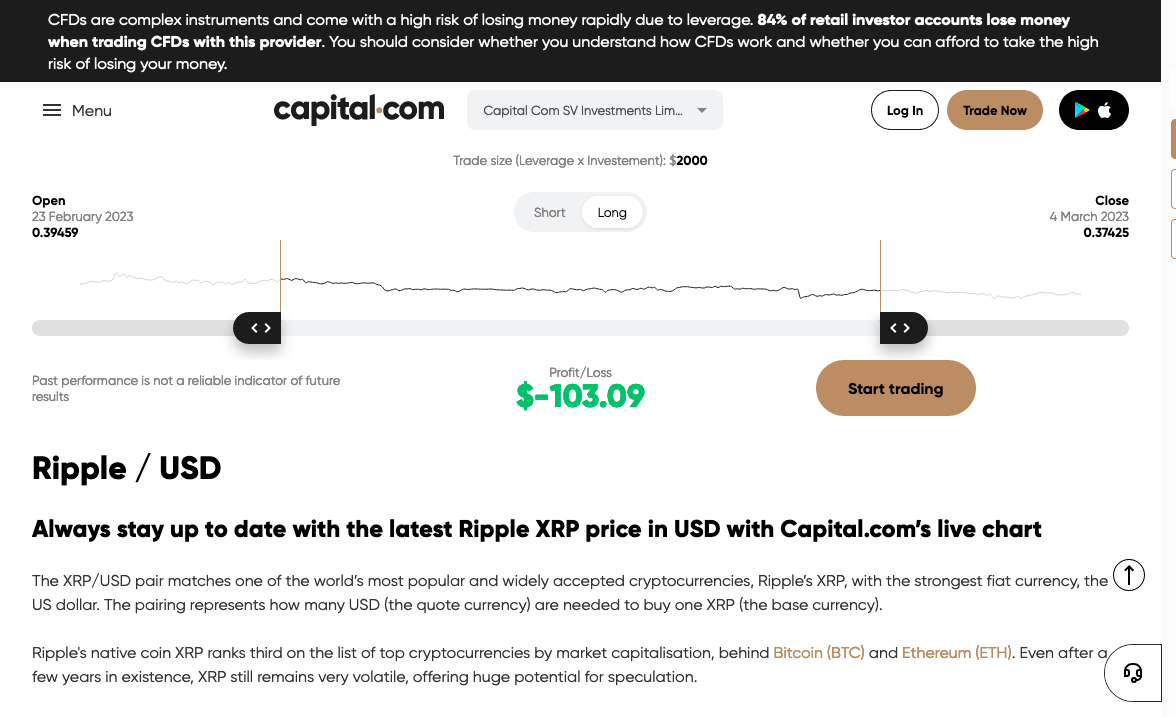 CFDs are complex instruments and come with a high risk of losing money rapidly due to leverage. 84% of retail investor accounts lose money
when trading CFDs with this provider. You should consider whether you understand how CFDs work and whether you can afford to take the high
risk of losing your money.
Menu
capital.com
Capital Com SV Investments Lim...
Log In
Trade Now
Trade size (Leverage x Investement): $2000
Open
23 February 2023
0.39459
Short
Long
Close
4 March 2023
0.37425
Past performance is not a reliable indicator of future
results
Profit/Loss
$-103.09
Start trading
Ripple / USD
Always stay up to date with the latest Ripple XRP price in USD with Capital.com’s live chart
The XRP/USD pair matches one of the world’s most popular and widely accepted cryptocurrencies, Ripple’s XRP, with the strongest fiat currency, the
US dollar. The pairing represents how many USD (the quote currency) are needed to buy one XRP (the base currency).
Ripple's native coin XRP ranks third on the list of top cryptocurrencies by market capitalisation, behind Bitcoin (BTC) and Ethereum (ETH). Even after a
few years in existence, XRP still remains very volatile, offering huge potential for speculation.